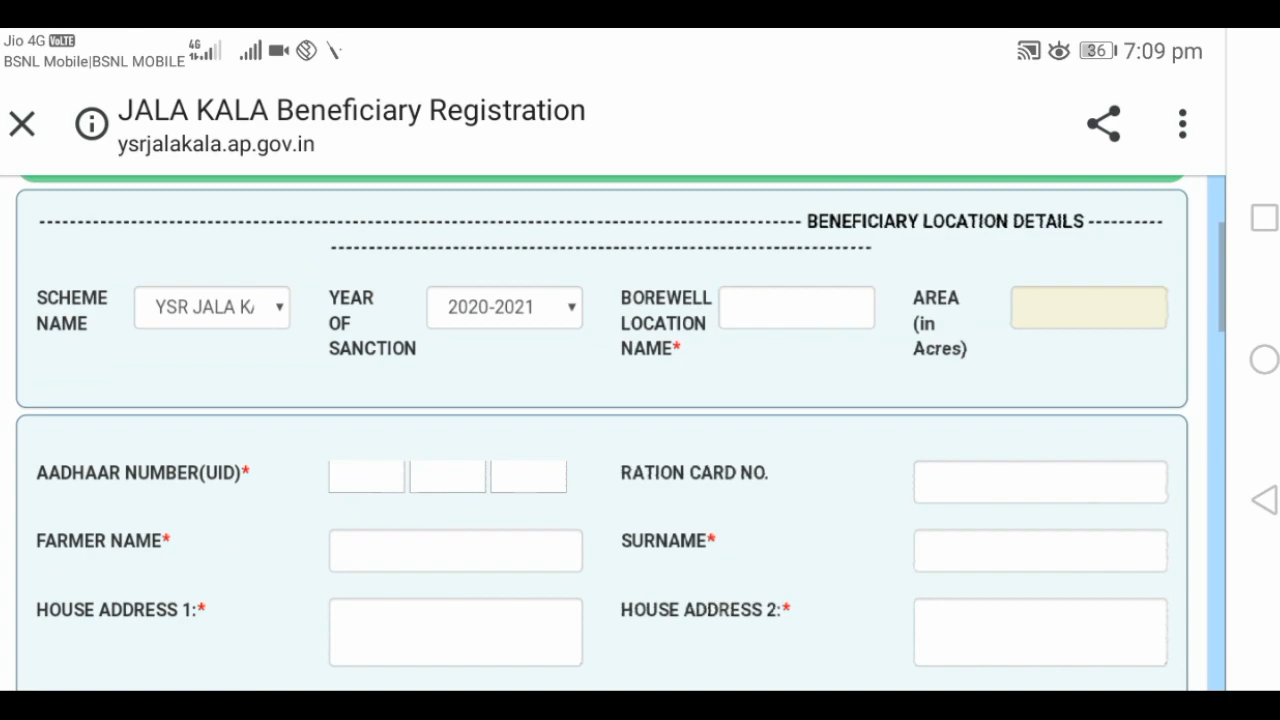 Jio 4G VoLTE
BSNL Mobile|BSNL MOBILE
4G
36 7:09 pm
JALA KALA Beneficiary Registration
ysrjalakala.ap.gov.in
------------------------------------------------------------------------------------- BENEFICIARY LOCATION DETAILS ----------
------------------------------------------------------------
SCHEME NAME
YSR JALA KA
YEAR OF SANCTION
2020-2021
BOREWELL LOCATION NAME*
AREA (in Acres)
AADHAAR NUMBER(UID)*
RATION CARD NO.
FARMER NAME*
SURNAME*
HOUSE ADDRESS 1:*
HOUSE ADDRESS 2:*